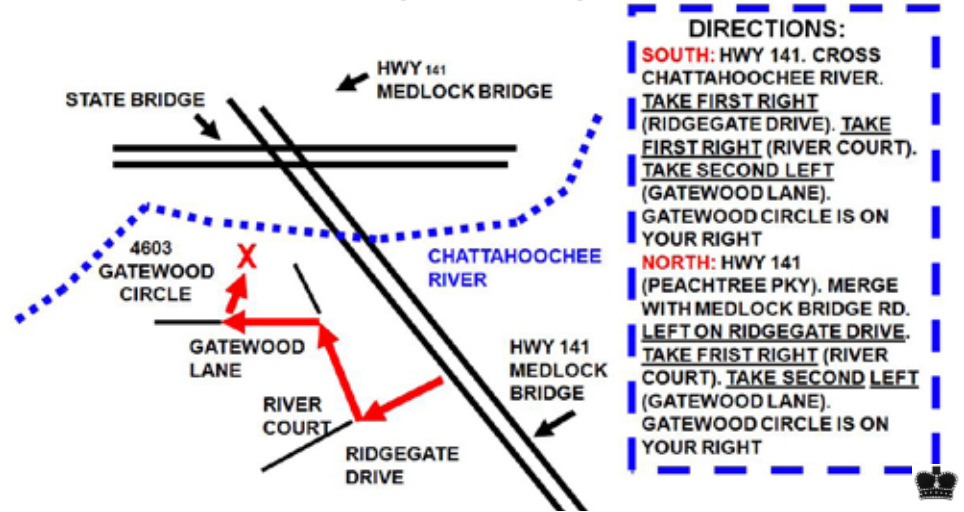 HWY 141
MEDLOCK BRIDGE
STATE BRIDGE
4603
GATEWOOD
CIRCLE
X
CHATTAHOOCHEE
RIVER
GATEWOOD
LANE
HWY 141
MEDLOCK
BRIDGE
RIVER
COURT
RIDGEGATE
DRIVE
DIRECTIONS:
SOUTH: HWY 141. CROSS
CHATTAHOOCHEE RIVER.
TAKE FIRST RIGHT
(RIDGEGATE DRIVE). TAKE
FIRST RIGHT (RIVER COURT).
TAKE SECOND LEFT
(GATEWOOD LANE).
GATEWOOD CIRCLE IS ON
YOUR RIGHT
NORTH: HWY 141
(PEACHTREE PKY). MERGE
WITH MEDLOCK BRIDGE RD.
LEFT ON RIDGEGATE DRIVE.
TAKE FRIST RIGHT (RIVER
COURT). TAKE SECOND LEFT
(GATEWOOD LANE).
GATEWOOD CIRCLE IS ON
YOUR RIGHT